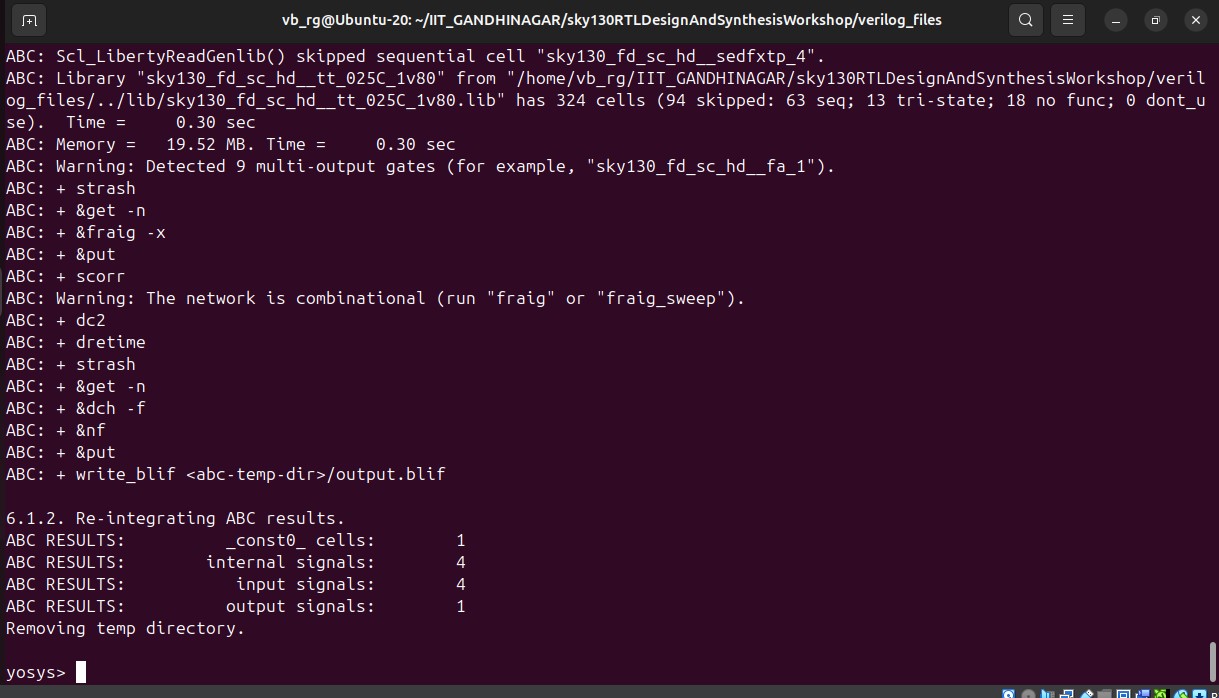 vb_rg@Ubuntu-20: ~/IIT_GANDHINAGAR/sky130RTLDesignAndSynthesisWorkshop/verilog_files
ABC: Scl_LibertyReadGenlib() skipped sequential cell "sky130_fd_sc_hd__sedfxtp_4".
ABC: Library "sky130_fd_sc_hd__tt_025C_1v80" from "/home/vb_rg/IIT_GANDHINAGAR/sky130RTLDesignAndSynthesisWorkshop/veril
og_files/../lib/sky130_fd_sc_hd__tt_025C_1v80.lib" has 324 cells (94 skipped: 63 seq; 13 tri-state; 18 no func; 0 dont_u
se).  Time =     0.30 sec
ABC: Memory =   19.52 MB. Time =     0.30 sec
ABC: Warning: Detected 9 multi-output gates (for example, "sky130_fd_sc_hd__fa_1").
ABC: + strash
ABC: + &get -n
ABC: + &fraig -x
ABC: + &put
ABC: + scorr
ABC: Warning: The network is combinational (run "fraig" or "fraig_sweep").
ABC: + dc2
ABC: + dretime
ABC: + strash
ABC: + &get -n
ABC: + &dch -f
ABC: + &nf
ABC: + &put
ABC: + write_blif <abc-temp-dir>/output.blif
6.1.2. Re-integrating ABC results.
ABC RESULTS:          _const0_ cells:        1
ABC RESULTS:        internal signals:        4
ABC RESULTS:           input signals:        4
ABC RESULTS:          output signals:        1
Removing temp directory.
yosys>